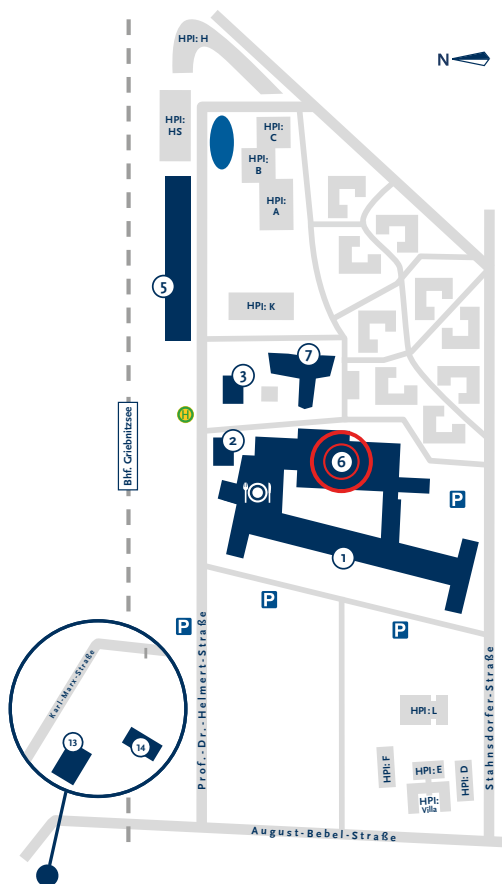 HPI: H
N
HPI:
HS
HPI:
C
HPI:
B
HPI:
A
5
HPI: K
7
3
H
2
Bhf. Griebnitzsee
6
P
1
P
P
P
Prof.-Dr.-Helmert-Straße
Stahnsdorfer-Straße
Karl-Marx-Straße
13
14
HPI: L
HPI: F
HPI: E
HPI: D
HPI:
Villa
August-Bebel-Straße